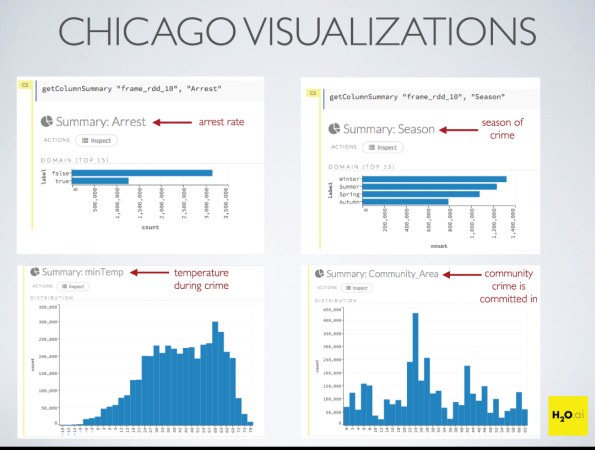 CHICAGO VISUALIZATIONS
CS
getColumnSummary "frame_rdd_10", "Arrest"
Summary: Arrest
arrest rate
ACTIONS Inspect
DOMAIN (TOP 15)
label
false
true
0
500,000
1,000,000
1,500,000
2,000,000
2,500,000
3,000,000
3,500,000
count
CS
getColumnSummary "frame_rdd_10", "Season"
Summary: Season
season of
crime
ACTIONS Inspect
DOMAIN (TOP 15)
label
Winter
Summer
Spring
Autumn
0
200,000
400,000
600,000
800,000
1,000,000
1,200,000
1,400,000
count
Summary: minTemp
temperature
during crime
ACTIONS Inspect
DISTRIBUTION
350,000
300,000
250,000
200,000
150,000
100,000
50,000
0
count
Summary: Community_Area
community
crime is
committed in
ACTIONS Inspect
DISTRIBUTION
450,000
400,000
350,000
300,000
250,000
200,000
150,000
100,000
50,000
0
count
H2O.ai